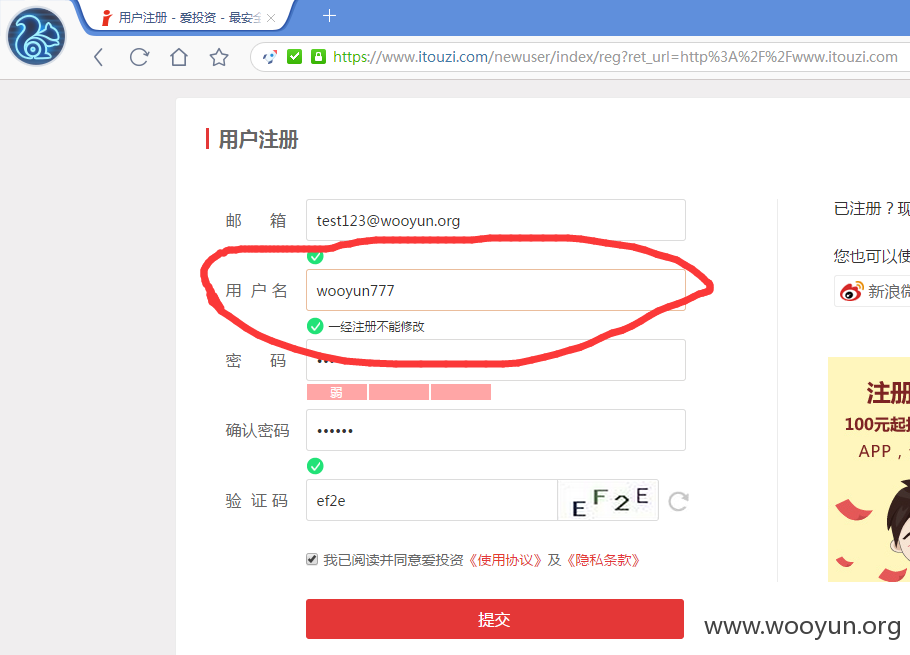 用户注册 - 爱投资 - 最安全
https://www.itouzi.com/newuser/index/reg?ret_url=http%3A%2F%2Fwww.itouzi.com
用户注册
邮 箱
test123@wooyun.org
用 户 名
wooyun777
一经注册不能修改
密 码
弱
确认密码
••••••
验 证 码
ef2e
EF2E
我已阅读并同意爱投资《使用协议》及《隐私条款》
提交
已注册?现
您也可以使
新浪微
注册
100元起投
APP,
www.wooyun.org